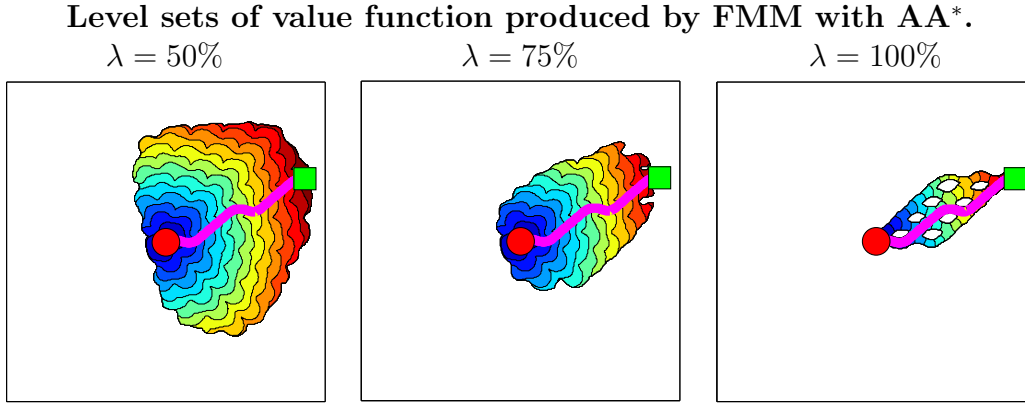 Level sets of value function produced by FMM with AA*.
λ = 50% λ = 75% λ = 100%